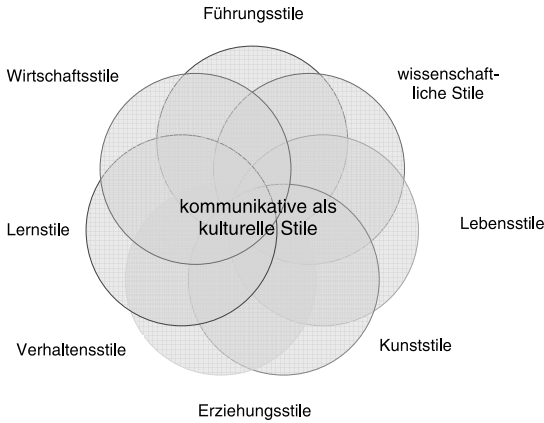 Führungsstile
Wirtschaftsstile
wissenschaft-
liche Stile
kommunikative als
kulturelle Stile
Lernstile
Lebensstile
Verhaltensstile
Kunststile
Erziehungsstile